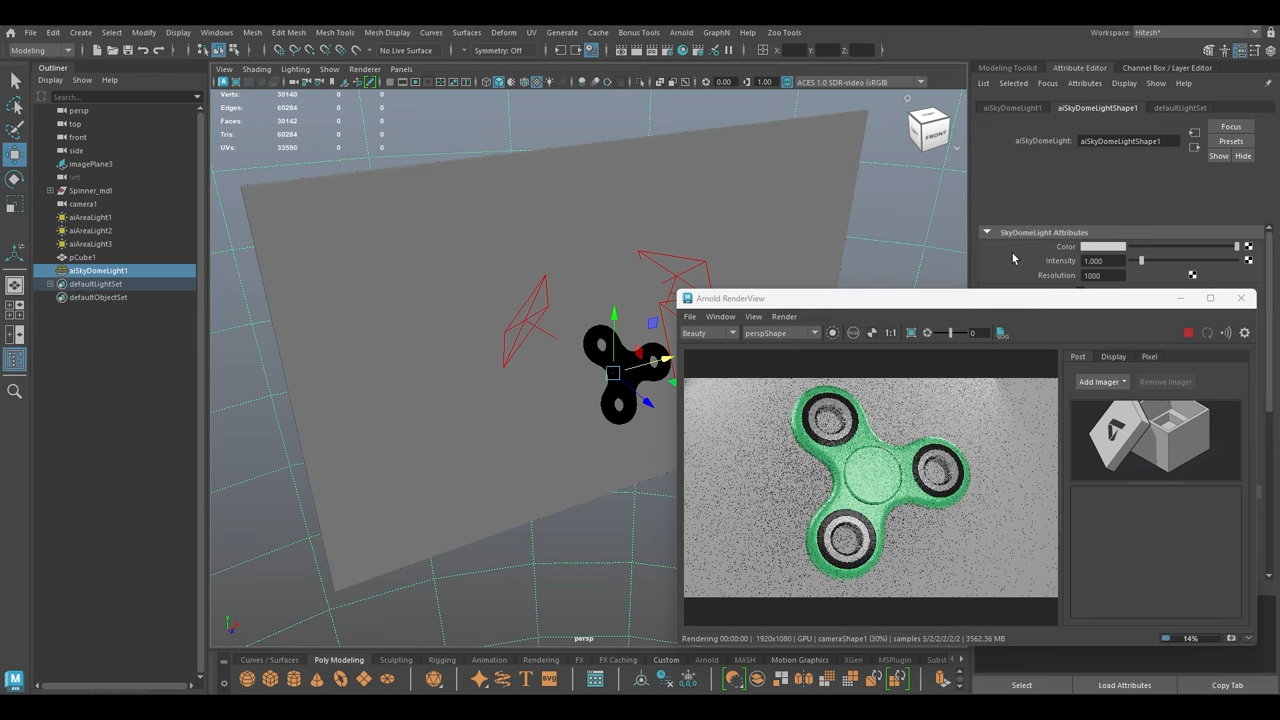 File Edit Create Select Modify Display Windows Mesh Edit Mesh Mesh Tools Mesh Display Curves Surfaces Deform UV Generate Cache Bonus Tools Arnold GraphN Help Zoo Tools
Workspace: Hitesh*
Modeling
No Live Surface
Symmetry: Off
X:
Y:
Z:
Outliner
Display Show Help
Search...
persp
top
front
side
imagePlane3
left
Spinner_mdl
camera1
aiAreaLight1
aiAreaLight2
aiAreaLight3
pCube1
aiSkyDomeLight1
defaultLightSet
defaultObjectSet
View Shading Lighting Show Renderer Panels
0.00
1.00
ACES 1.0 SDR-video (sRGB)
Verts: 30140 0 0
Edges: 60284 0 0
Faces: 30142 0 0
Tris: 60284 0 0
UVs: 33590 0 0
FRONT
persp
Modeling Toolkit Attribute Editor Channel Box / Layer Editor
List Selected Focus Attributes Display Show Help
aiSkyDomeLight1 aiSkyDomeLightShape1 defaultLightSet
Focus
aiSkyDomeLight: aiSkyDomeLightShape1
Presets
Show Hide
SkyDomeLight Attributes
Color
Intensity 1.000
Resolution 1000
Arnold RenderView
File Window View Render
Beauty
perspShape
1:1
0
Post Display Pixel
Add Imager
Remove Imager
Rendering 00:00:00 | 1920x1080 | GPU | cameraShape1 (30%) | samples 5/2/2/2/2/2 | 3562.36 MB
14%
Curves / Surfaces Poly Modeling Sculpting Rigging Animation Rendering FX FX Caching Custom Arnold MASH Motion Graphics XGen MSPlugin Subst
Select Load Attributes Copy Tab